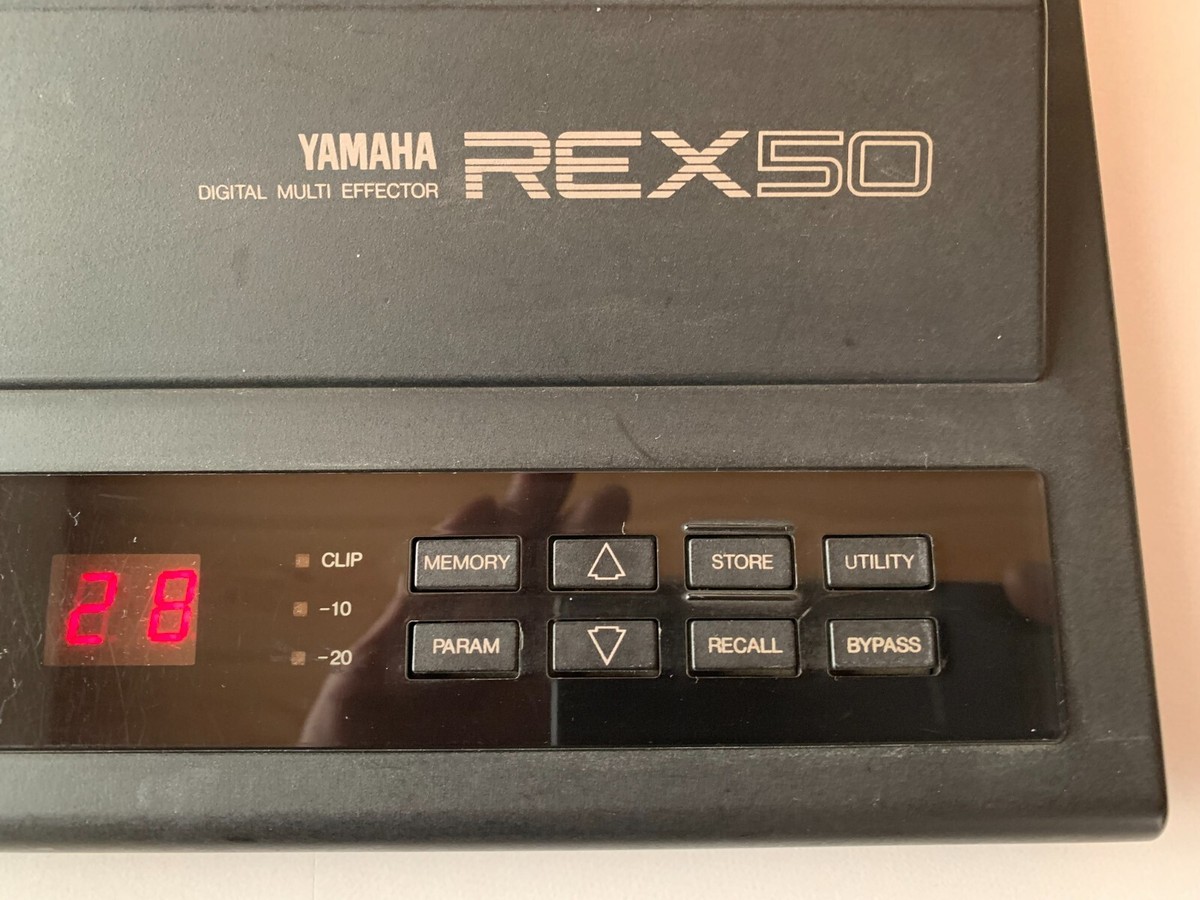 YAMAHA REX50
DIGITAL MULTI EFFECTOR
28
CLIP
-10
-20
MEMORY STORE UTILITY
PARAM RECALL BYPASS